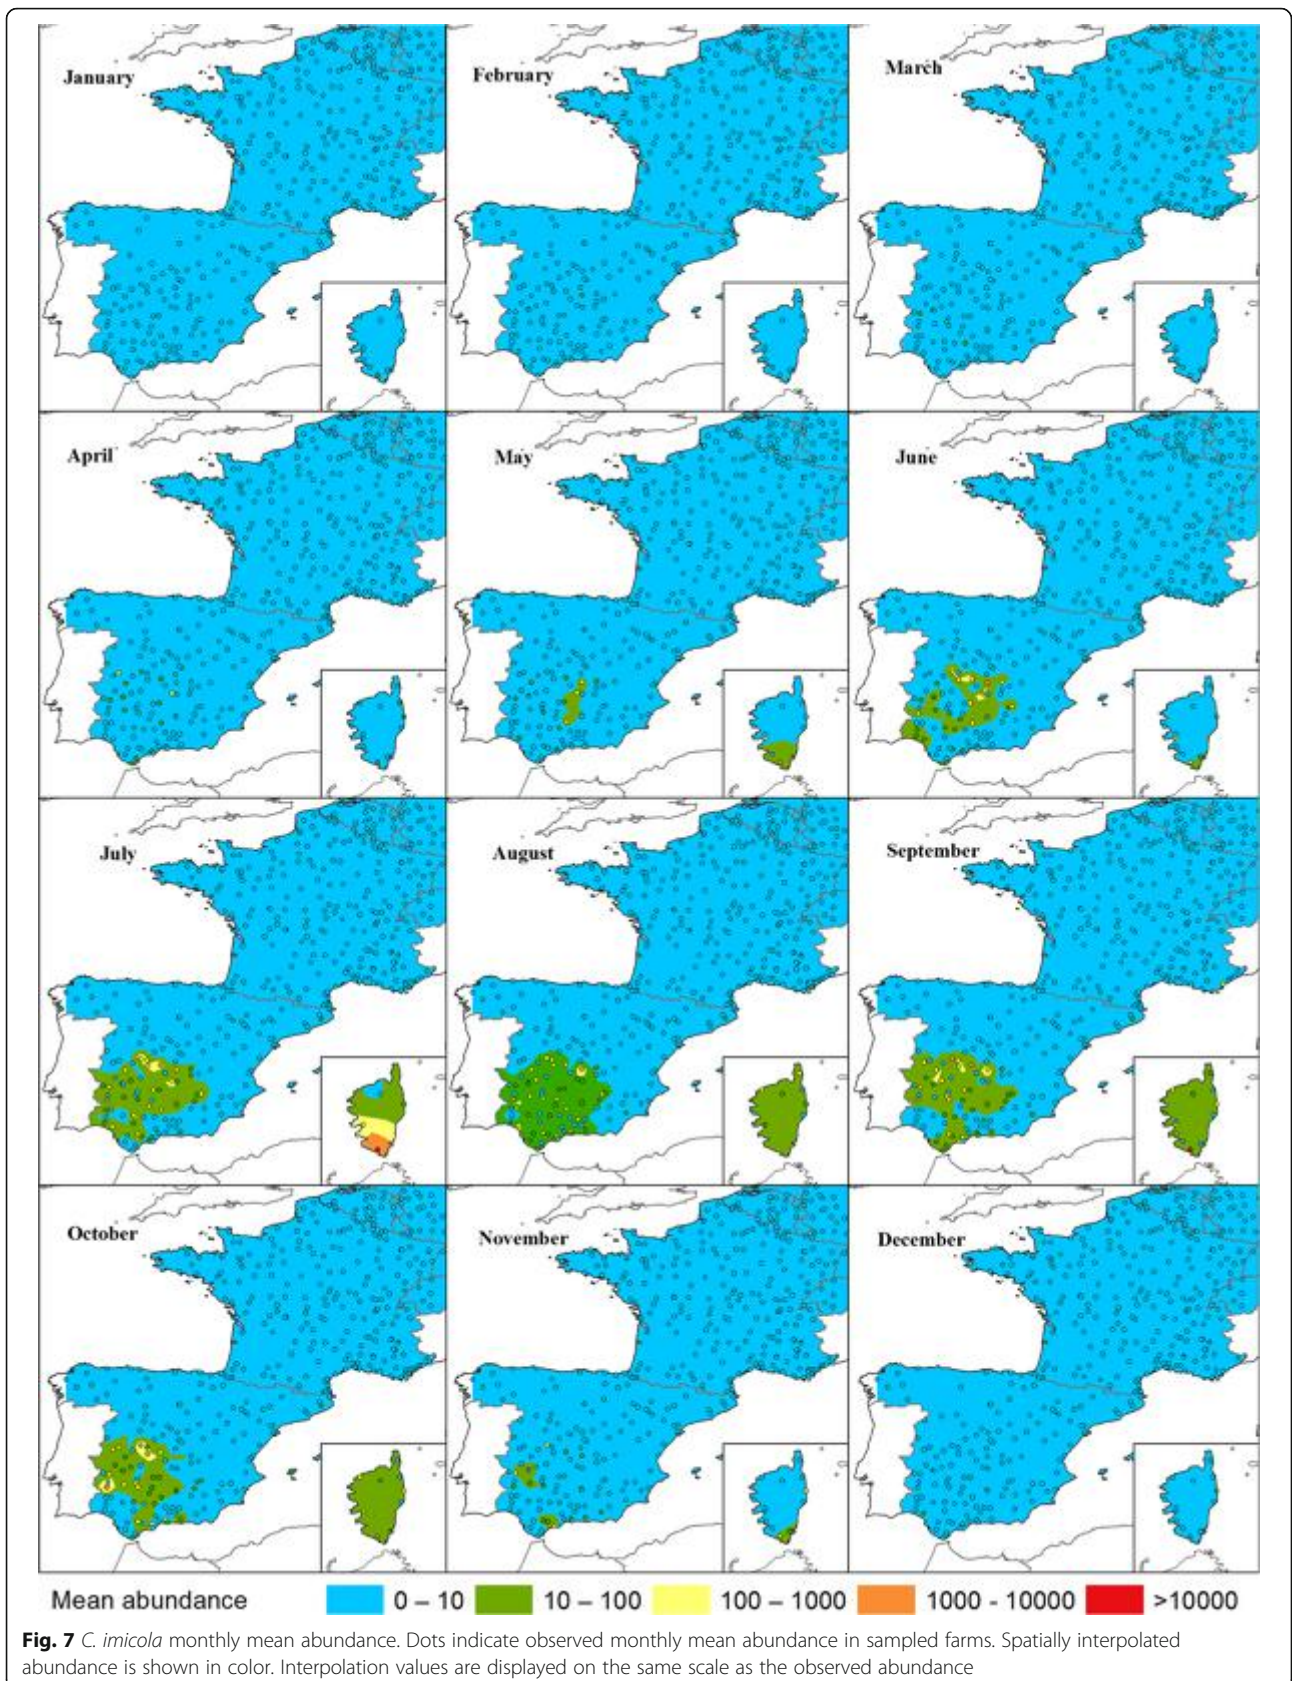 January
February
March
April
May
June
July
August
September
October
November
December
Mean abundance 0 – 10 10 – 100 100 – 1000 1000 - 10000 >10000
Fig. 7 C. imicola monthly mean abundance. Dots indicate observed monthly mean abundance in sampled farms. Spatially interpolated
abundance is shown in color. Interpolation values are displayed on the same scale as the observed abundance